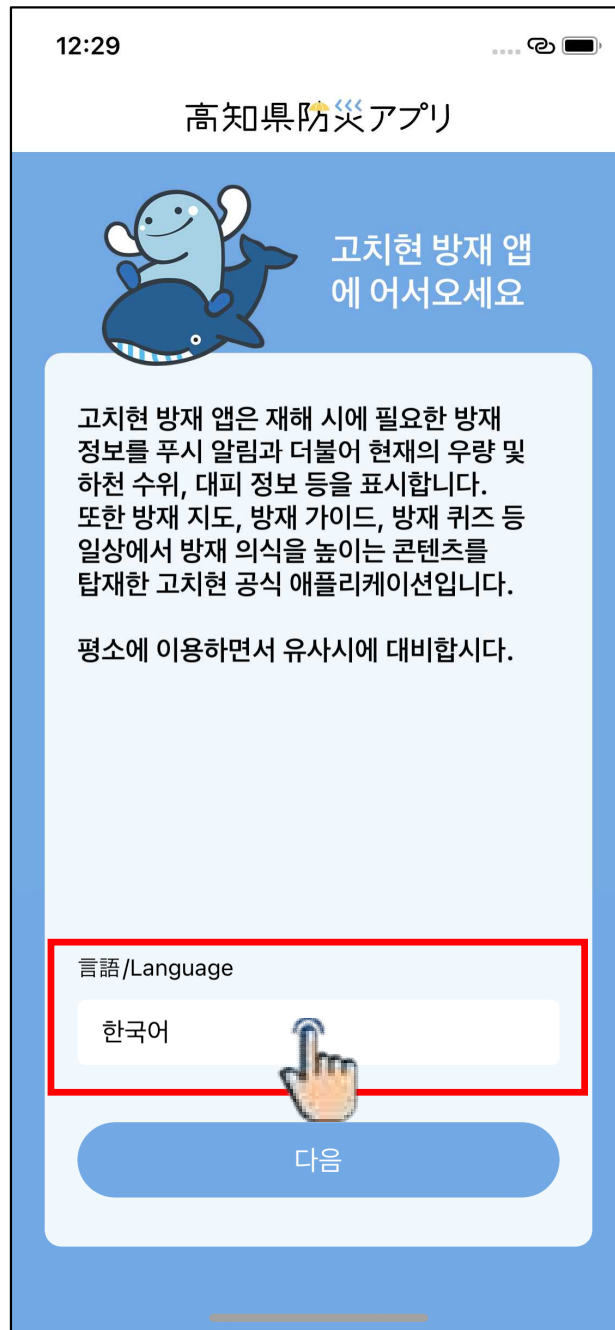 12:29
高知県防災アプリ
고치현 방재 앱
에 어서오세요
고치현 방재 앱은 재해 시에 필요한 방재
정보를 푸시 알림과 더불어 현재의 우량 및
하천 수위, 대피 정보 등을 표시합니다.
또한 방재 지도, 방재 가이드, 방재 퀴즈 등
일상에서 방재 의식을 높이는 콘텐츠를
탑재한 고치현 공식 애플리케이션입니다.
평소에 이용하면서 유사시에 대비합시다.
言語/Language
한국어
다음